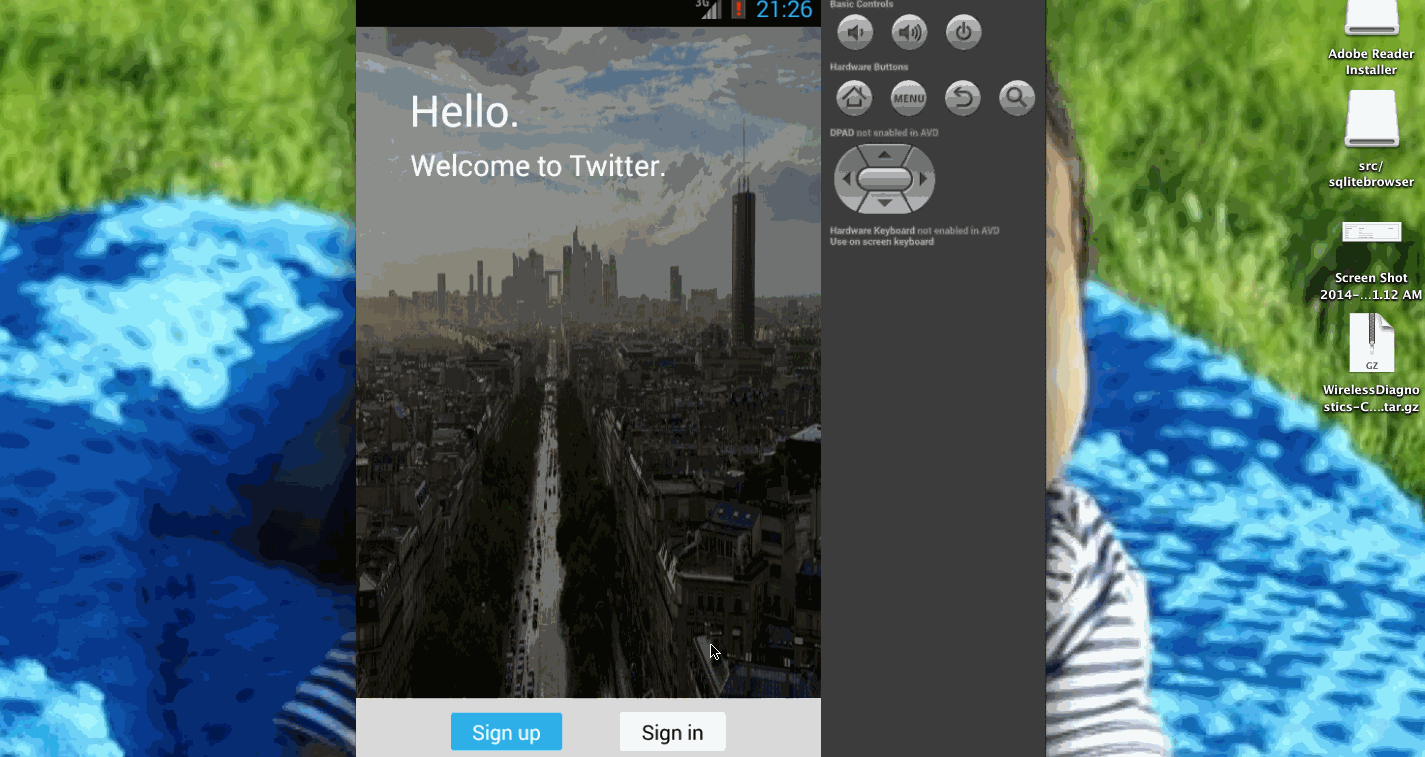 3G
21:26
Hello.
Welcome to Twitter.
Sign up
Sign in
Basic Controls
Hardware Buttons
MENU
DPAD not enabled in AVD
Hardware Keyboard not enabled in AVD
Use on screen keyboard
Adobe Reader
Installer
src/
sqlitebrowser
Screen Shot
2014-...1.12 AM
GZ
WirelessDiagno
stics-C....tar.gz